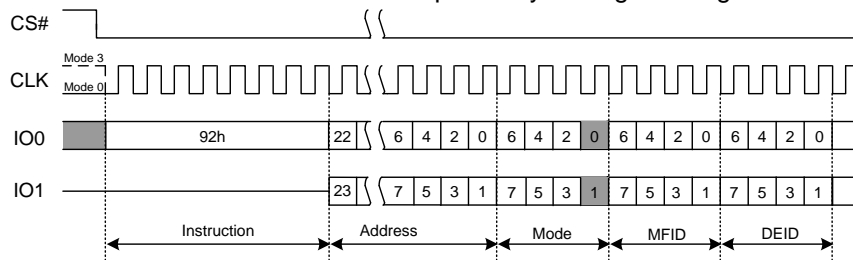 CS#
Mode 3
CLK
Mode 0
IO0 92h 22 6 4 2 0 6 4 2 0 6 4 2 0 6 4 2 0
IO1 23 7 5 3 1 7 5 3 1 7 5 3 1 7 5 3 1
Instruction Address Mode MFID DEID